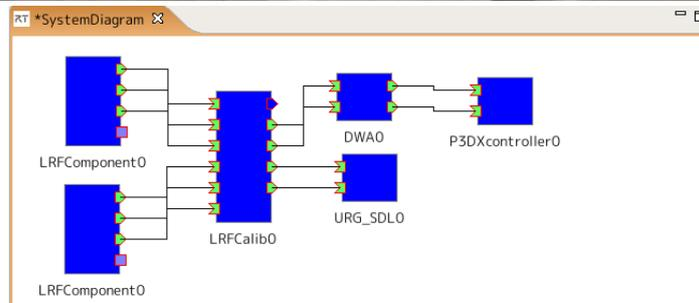 RT *SystemDiagram
LRFComponent0
LRFComponent0
LRFCalib0
DWA0
URG_SDL0
P3DXcontroller0